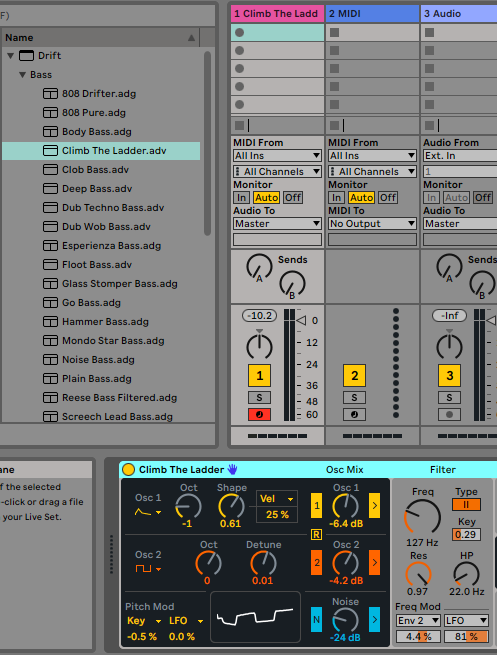 F)
Name
Drift
Bass
808 Drifter.adg
808 Pure.adg
Body Bass.adg
Climb The Ladder.adv
Clob Bass.adv
Deep Bass.adv
Dub Techno Bass.adv
Dub Wob Bass.adv
Esperienza Bass.adg
Floot Bass.adv
Glass Stomper Bass.adg
Go Bass.adg
Hammer Bass.adg
Mondo Star Bass.adg
Noise Bass.adg
Plain Bass.adg
Reese Bass Filtered.adg
Screech Lead Bass.adg
1 Climb The Ladd 2 MIDI 3 Audio
MIDI From MIDI From Audio From
All Ins All Ins Ext. In
All Channels All Channels 1
Monitor Monitor Monitor
In Auto Off In Auto Off In Auto Off
Audio To MIDI To Audio To
Master No Output Master
Sends Sends
A A
B B
-10.2 -Inf
0
12
24
36
48
60
1 2 3
S S S
ane
f the selected
-click or drag a file
your Live Set.
Climb The Ladder Osc Mix Filter
Osc 1 Oct Shape Vel Osc 1 Freq Type
-1 0.61 25 % 1 -6.4 dB 127 Hz II
R Key
0.29
Osc 2 Oct Detune Osc 2 Res HP
0 0.01 2 -4.2 dB 0.97 22.0 Hz
Pitch Mod Noise Freq Mod
Key LFO N Env 2 LFO
-0.5 % 0.0 % -24 dB 4.4 % 81 %